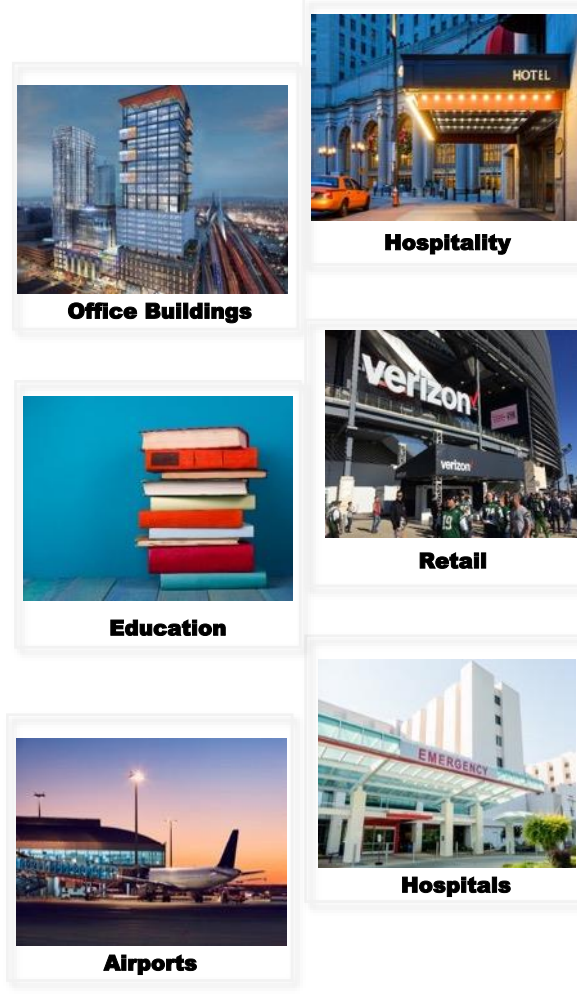 HOTEL
Hospitality
Office Buildings
verizon
verizon
Retail
Education
EMERGENCY
Hospitals
Airports